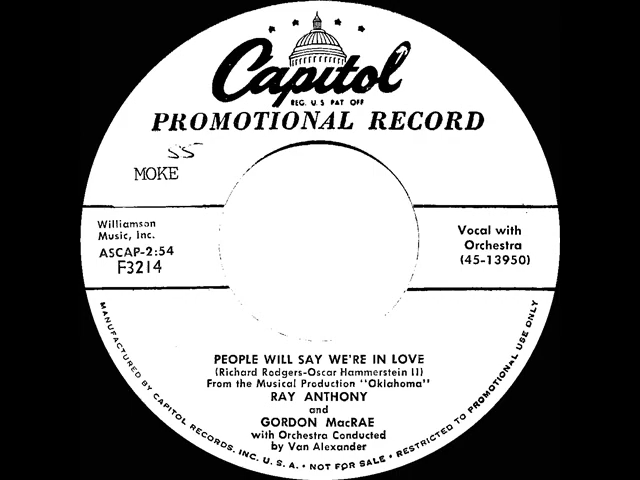 Capitol
REG. U.S. PAT. OFF.
PROMOTIONAL RECORD
55
MOKE
Williamson
Music, Inc.
ASCAP-2:54
F3214
Vocal with
Orchestra
(45-13950)
PEOPLE WILL SAY WE'RE IN LOVE
(Richard Rodgers-Oscar Hammerstein II)
From the Musical Production "Oklahoma"
RAY ANTHONY
and
GORDON MacRAE
with Orchestra Conducted
by Van Alexander
MANUFACTURED BY CAPITOL RECORDS, INC. U. S. A. • NOT FOR SALE • RESTRICTED TO PROMOTIONAL USE ONLY